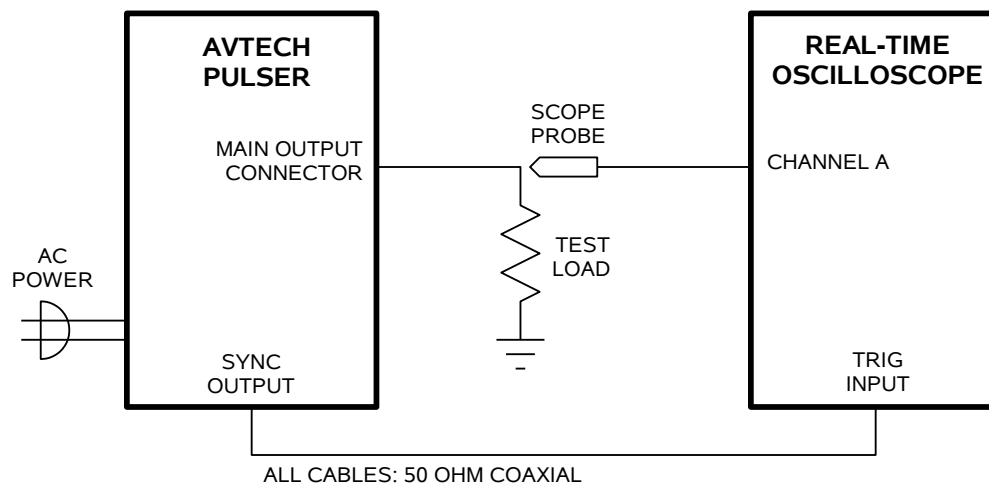 AVTECH
PULSER
REAL-TIME
OSCILLOSCOPE
SCOPE
PROBE
MAIN OUTPUT
CONNECTOR
CHANNEL A
AC
POWER
TEST
LOAD
SYNC
OUTPUT
TRIG
INPUT
ALL CABLES: 50 OHM COAXIAL